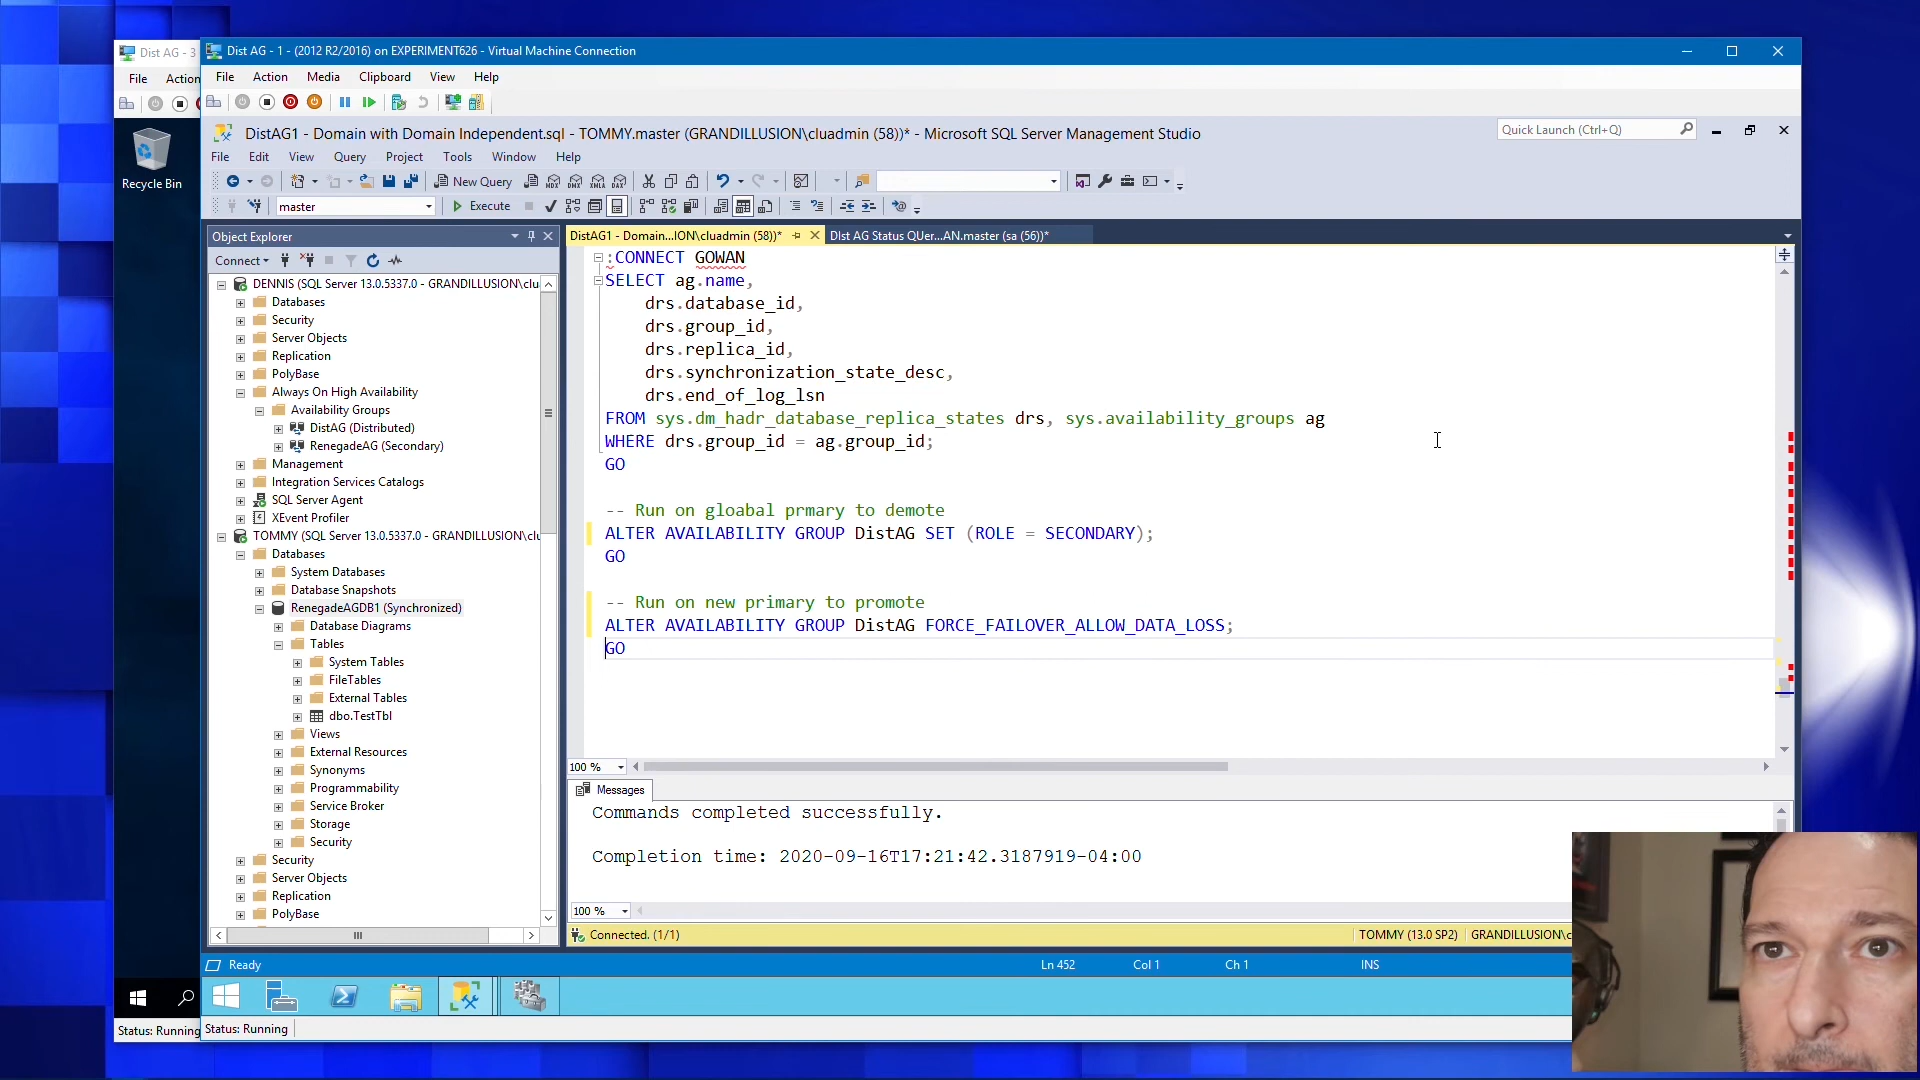 Dist AG - 3
Dist AG - 1 - (2012 R2/2016) on EXPERIMENT626 - Virtual Machine Connection
File Action
File Action Media Clipboard View Help
DistAG1 - Domain with Domain Independent.sql - TOMMY.master (GRANDILLUSION\cluadmin (58))* - Microsoft SQL Server Management Studio
Quick Launch (Ctrl+Q)
File Edit View Query Project Tools Window Help
New Query
master
Execute
Recycle Bin
Object Explorer
Connect
DENNIS (SQL Server 13.0.5337.0 - GRANDILLUSION\clu
Databases
Security
Server Objects
Replication
PolyBase
Always On High Availability
Availability Groups
DistAG (Distributed)
RenegadeAG (Secondary)
Management
Integration Services Catalogs
SQL Server Agent
XEvent Profiler
TOMMY (SQL Server 13.0.5337.0 - GRANDILLUSION\clu
Databases
System Databases
Database Snapshots
RenegadeAGDB1 (Synchronized)
Database Diagrams
Tables
System Tables
FileTables
External Tables
dbo.TestTbl
Views
External Resources
Synonyms
Programmability
Service Broker
Storage
Security
Security
Server Objects
Replication
PolyBase
DistAG1 - Domain...ION\cluadmin (58))*
DIst AG Status QUer...AN.master (sa (56))*
:CONNECT GOWAN
SELECT ag.name,
drs.database_id,
drs.group_id,
drs.replica_id,
drs.synchronization_state_desc,
drs.end_of_log_lsn
FROM sys.dm_hadr_database_replica_states drs, sys.availability_groups ag
WHERE drs.group_id = ag.group_id;
GO
-- Run on gloabal prmary to demote
ALTER AVAILABILITY GROUP DistAG SET (ROLE = SECONDARY);
GO
-- Run on new primary to promote
ALTER AVAILABILITY GROUP DistAG FORCE_FAILOVER_ALLOW_DATA_LOSS;
GO
100 %
Messages
Commands completed successfully.
Completion time: 2020-09-16T17:21:42.3187919-04:00
100 %
Connected. (1/1)
TOMMY (13.0 SP2)
GRANDILLUSION\c
Ready
Ln 452
Col 1
Ch 1
INS
Status: Running
Status: Running